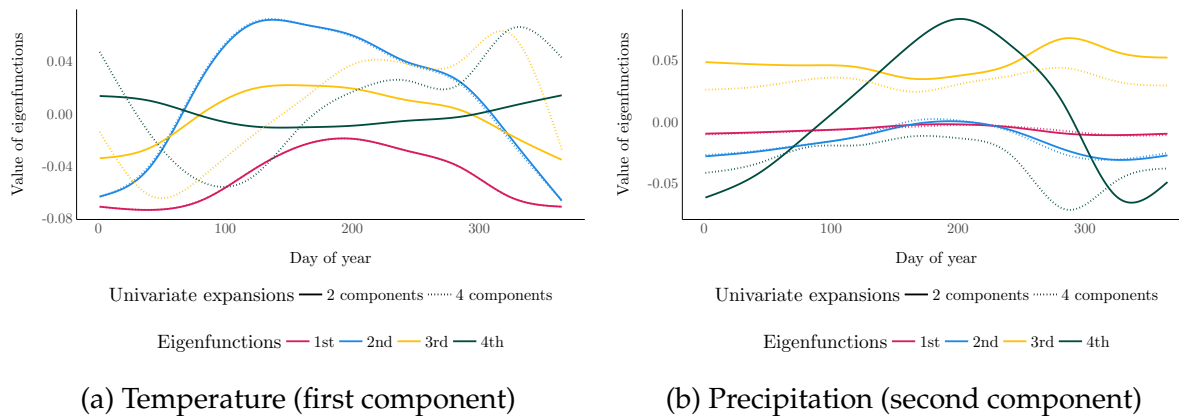 Value of eigenfunctions
0.04
0.00
-0.04
-0.08
0 100 200 300
Day of year
Univariate expansions 2 components 4 components
Eigenfunctions 1st 2nd 3rd 4th
(a) Temperature (first component)
Value of eigenfunctions
0.05
0.00
-0.05
0 100 200 300
Day of year
Univariate expansions 2 components 4 components
Eigenfunctions 1st 2nd 3rd 4th
(b) Precipitation (second component)